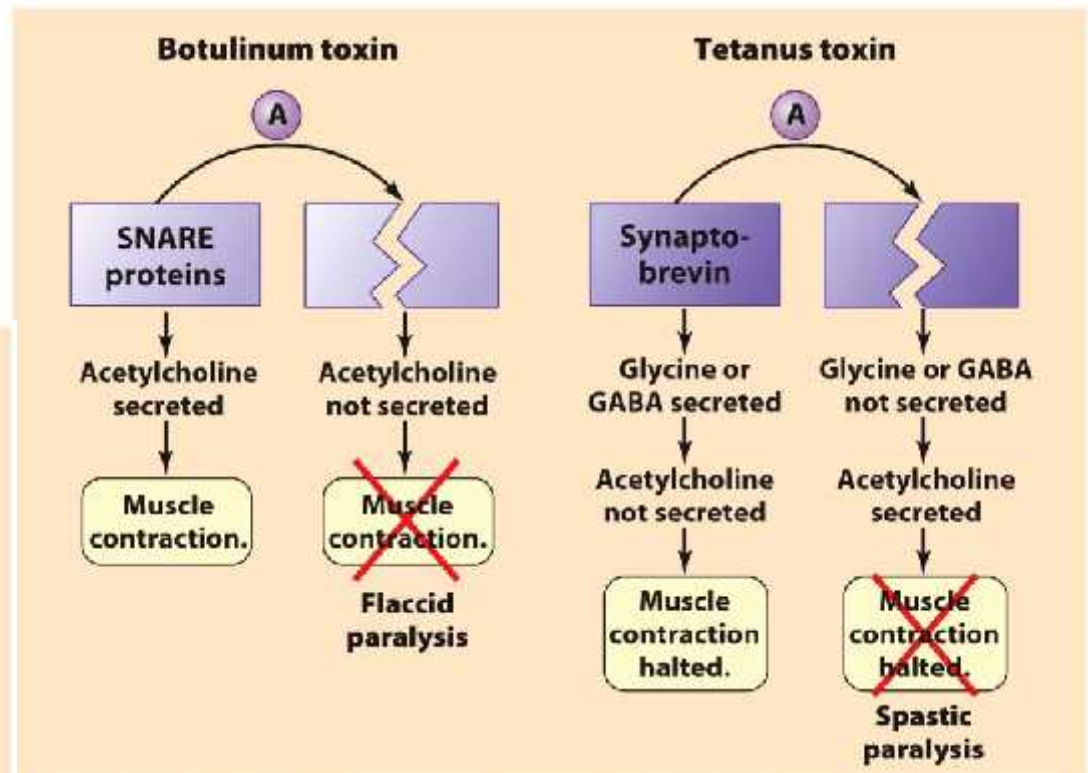 Botulinum toxin
A
SNARE
proteins
Acetylcholine
secreted
Muscle
contraction.
Acetylcholine
not secreted
Muscle
contraction.
Flaccid
paralysis
Tetanus toxin
A
Synapto-
brevin
Glycine or
GABA secreted
Acetylcholine
not secreted
Muscle
contraction
halted.
Glycine or GABA
not secreted
Acetylcholine
secreted
Muscle
contraction
halted.
Spastic
paralysis